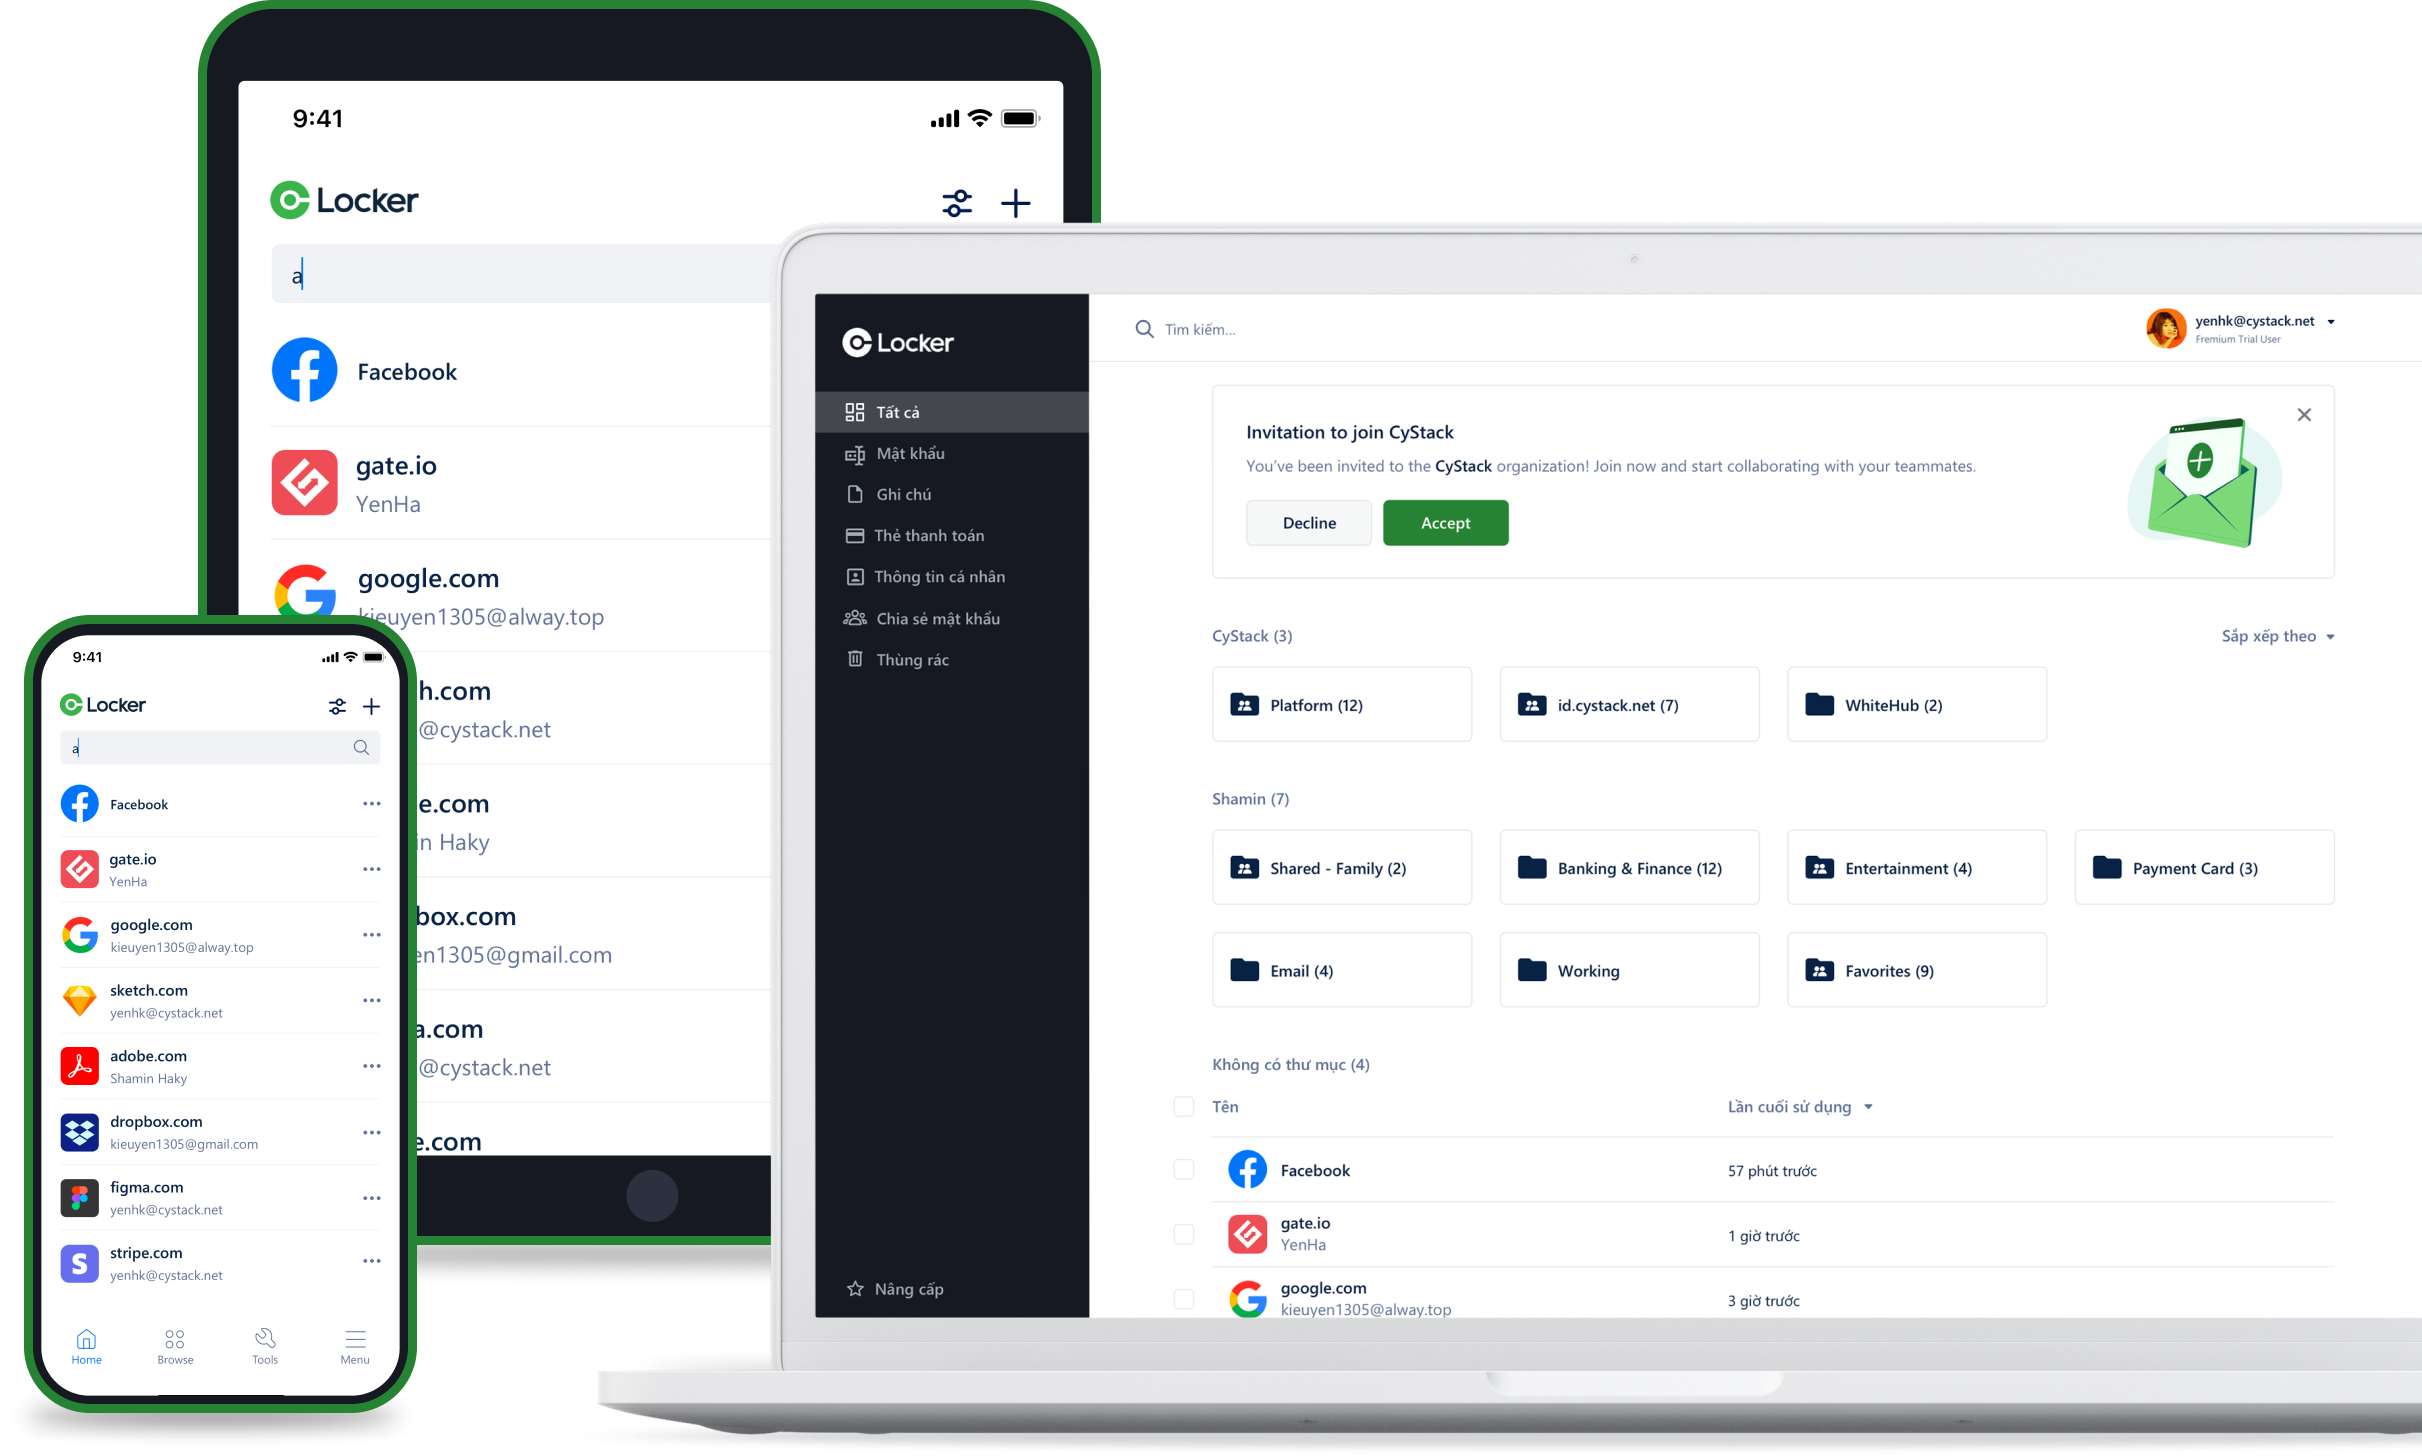 9:41
Locker
a
Facebook
gate.io
YenHa
google.com
kieuyen1305@alway.top
h.com
@cystack.net
e.com
in Haky
box.com
en1305@gmail.com
a.com
@cystack.net
e.com
9:41
Locker
a
Facebook
gate.io
YenHa
google.com
kieuyen1305@alway.top
sketch.com
yenhk@cystack.net
adobe.com
Shamin Haky
dropbox.com
kieuyen1305@gmail.com
figma.com
yenhk@cystack.net
stripe.com
yenhk@cystack.net
Home Browse Tools Menu
Locker
Tất cả
Mật khẩu
Ghi chú
Thẻ thanh toán
Thông tin cá nhân
Chia sẻ mật khẩu
Thùng rác
Nâng cấp
Tìm kiếm...
yenhk@cystack.net
Fremium Trial User
Invitation to join CyStack
You've been invited to the CyStack organization! Join now and start collaborating with your teammates.
Decline Accept
CyStack (3) Sắp xếp theo
Platform (12) id.cystack.net (7) WhiteHub (2)
Shamin (7)
Shared - Family (2) Banking & Finance (12) Entertainment (4) Payment Card (3)
Email (4) Working Favorites (9)
Không có thư mục (4)
Tên Lần cuối sử dụng
Facebook 57 phút trước
gate.io
YenHa
1 giờ trước
google.com
kieuyen1305@alway.top
3 giờ trước